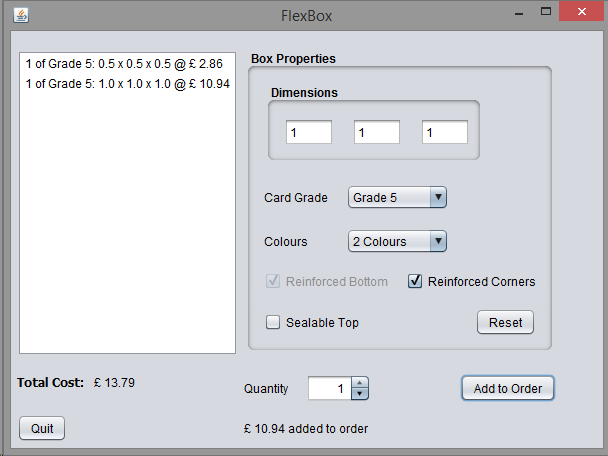 FlexBox
1 of Grade 5: 0.5 x 0.5 x 0.5 @ £ 2.86
1 of Grade 5: 1.0 x 1.0 x 1.0 @ £ 10.94
Box Properties
Dimensions
1 1 1
Card Grade Grade 5
Colours 2 Colours
Reinforced Bottom Reinforced Corners
Sealable Top Reset
Total Cost: £ 13.79
Quantity 1 Add to Order
Quit
£ 10.94 added to order